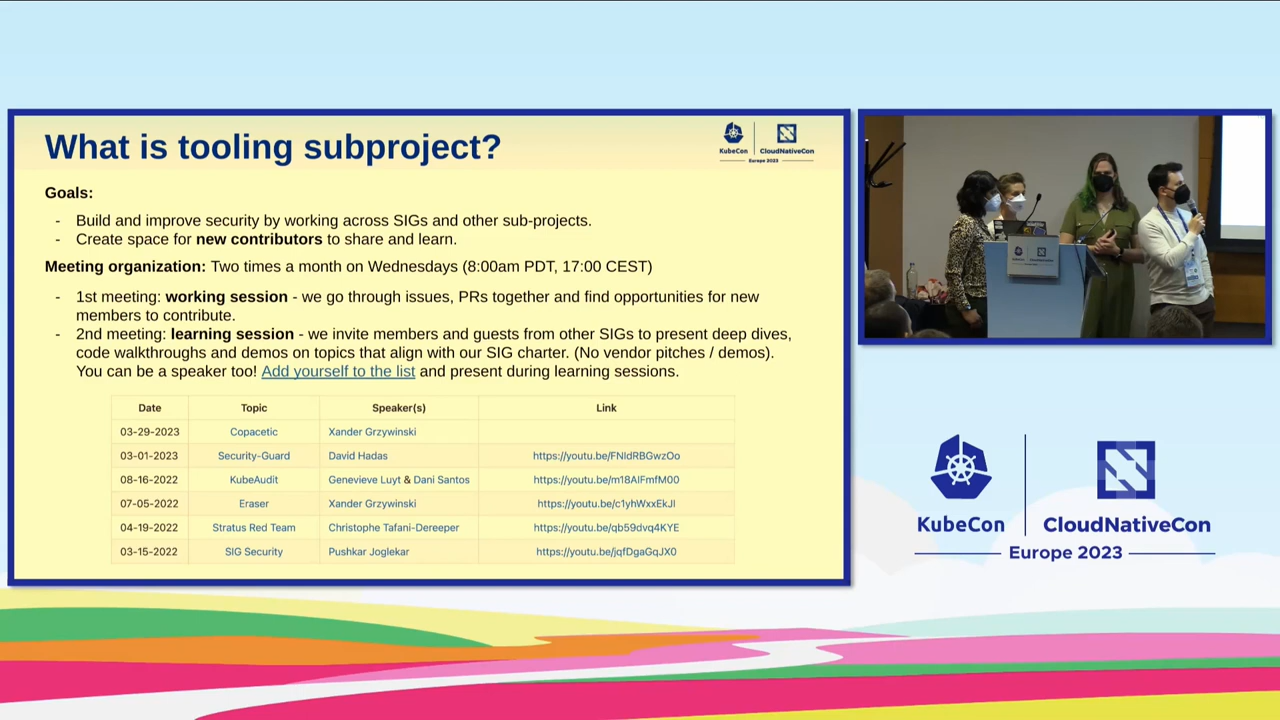 What is tooling subproject?
KubeCon CloudNativeCon
Europe 2023
Goals:
- Build and improve security by working across SIGs and other sub-projects.
- Create space for new contributors to share and learn.
Meeting organization: Two times a month on Wednesdays (8:00am PDT, 17:00 CEST)
- 1st meeting: working session - we go through issues, PRs together and find opportunities for new
members to contribute.
- 2nd meeting: learning session - we invite members and guests from other SIGs to present deep dives,
code walkthroughs and demos on topics that align with our SIG charter. (No vendor pitches / demos).
You can be a speaker too! Add yourself to the list and present during learning sessions.
Date Topic Speaker(s) Link
03-29-2023 Copacetic Xander Grzywinski
03-01-2023 Security-Guard David Hadas https://youtu.be/FNIdRBGwzOo
08-16-2022 KubeAudit Genevieve Luyt & Dani Santos https://youtu.be/m18AIFmfM00
07-05-2022 Eraser Xander Grzywinski https://youtu.be/c1yhWxxEkJI
04-19-2022 Stratus Red Team Christophe Tafani-Dereeper https://youtu.be/qb59dvq4KYE
03-15-2022 SIG Security Pushkar Joglekar https://youtu.be/jqfDgaGqJX0
KubeCon CloudNativeCon
Europe 2023